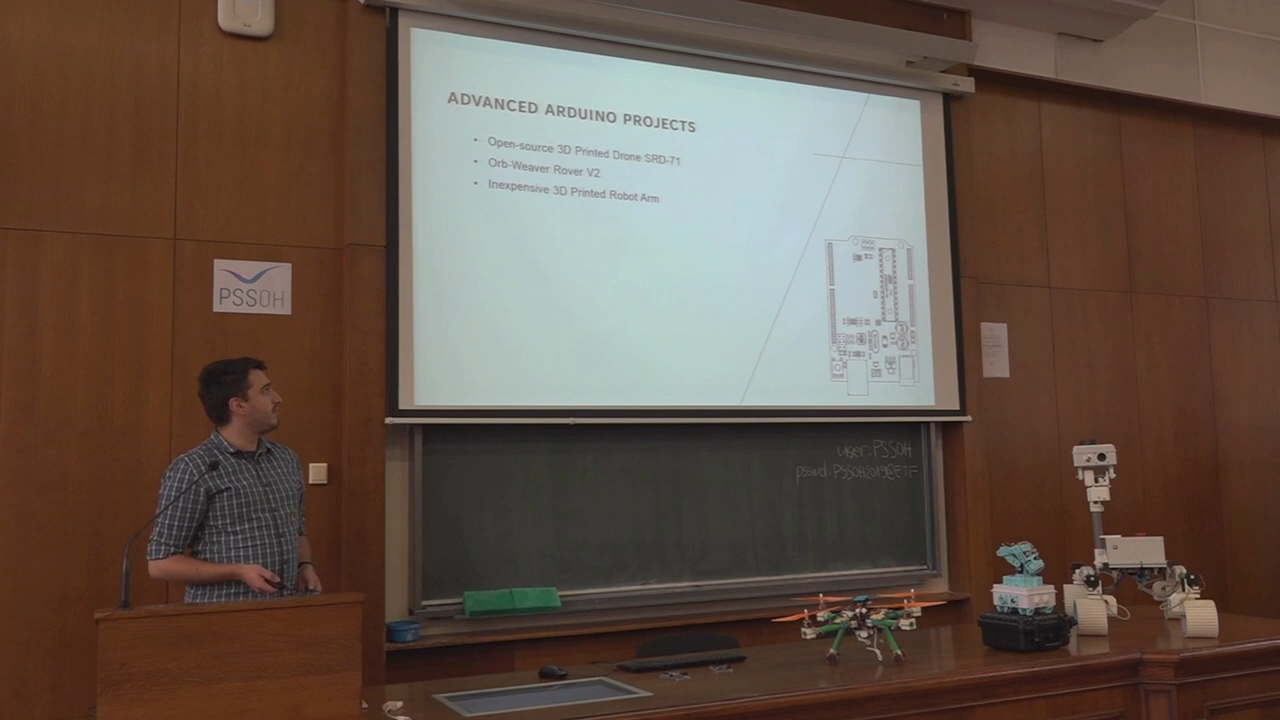 ADVANCED ARDUINO PROJECTS
• Open-source 3D Printed Drone SRD-71
• Orb-Weaver Rover V2
• Inexpensive 3D Printed Robot Arm
PSSOH
user: PSSOH
psswd: PSSOH2019@ETF